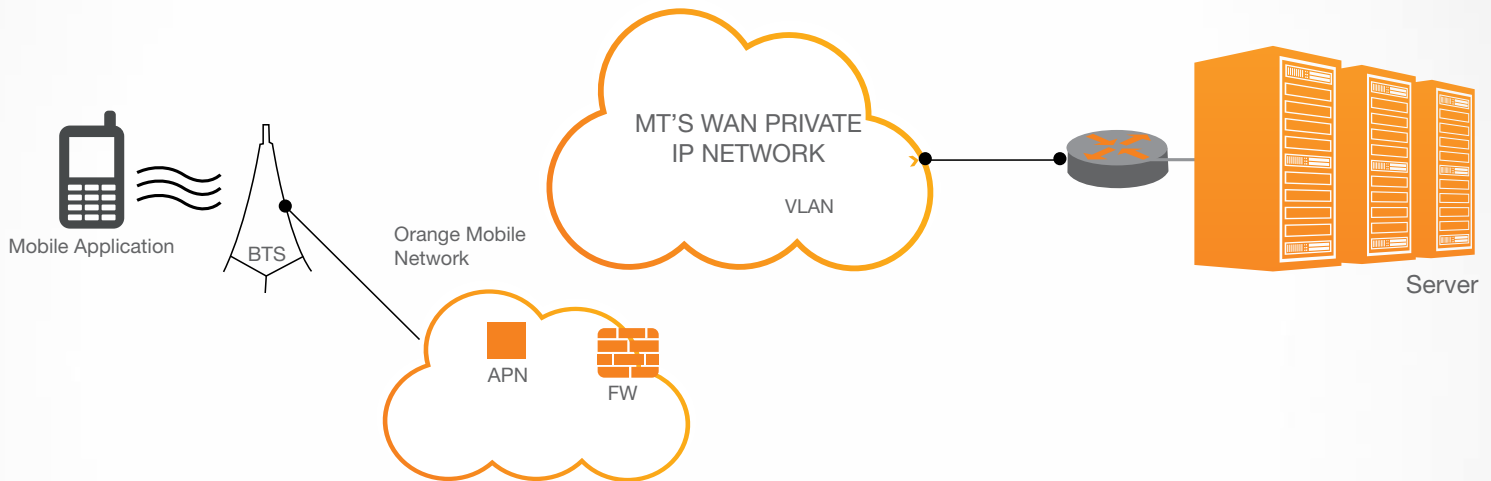 Mobile Application
BTS
Orange Mobile
Network
APN
FW
MT'S WAN PRIVATE
IP NETWORK
VLAN
Server